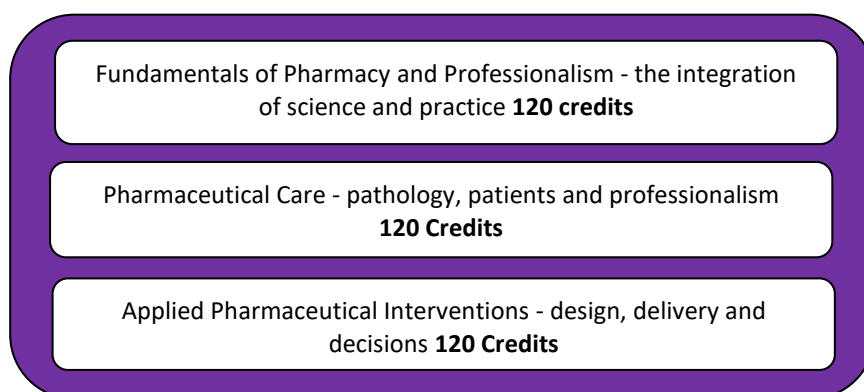 Fundamentals of Pharmacy and Professionalism - the integration
of science and practice 120 credits
Pharmaceutical Care - pathology, patients and professionalism
120 Credits
Applied Pharmaceutical Interventions - design, delivery and
decisions 120 Credits